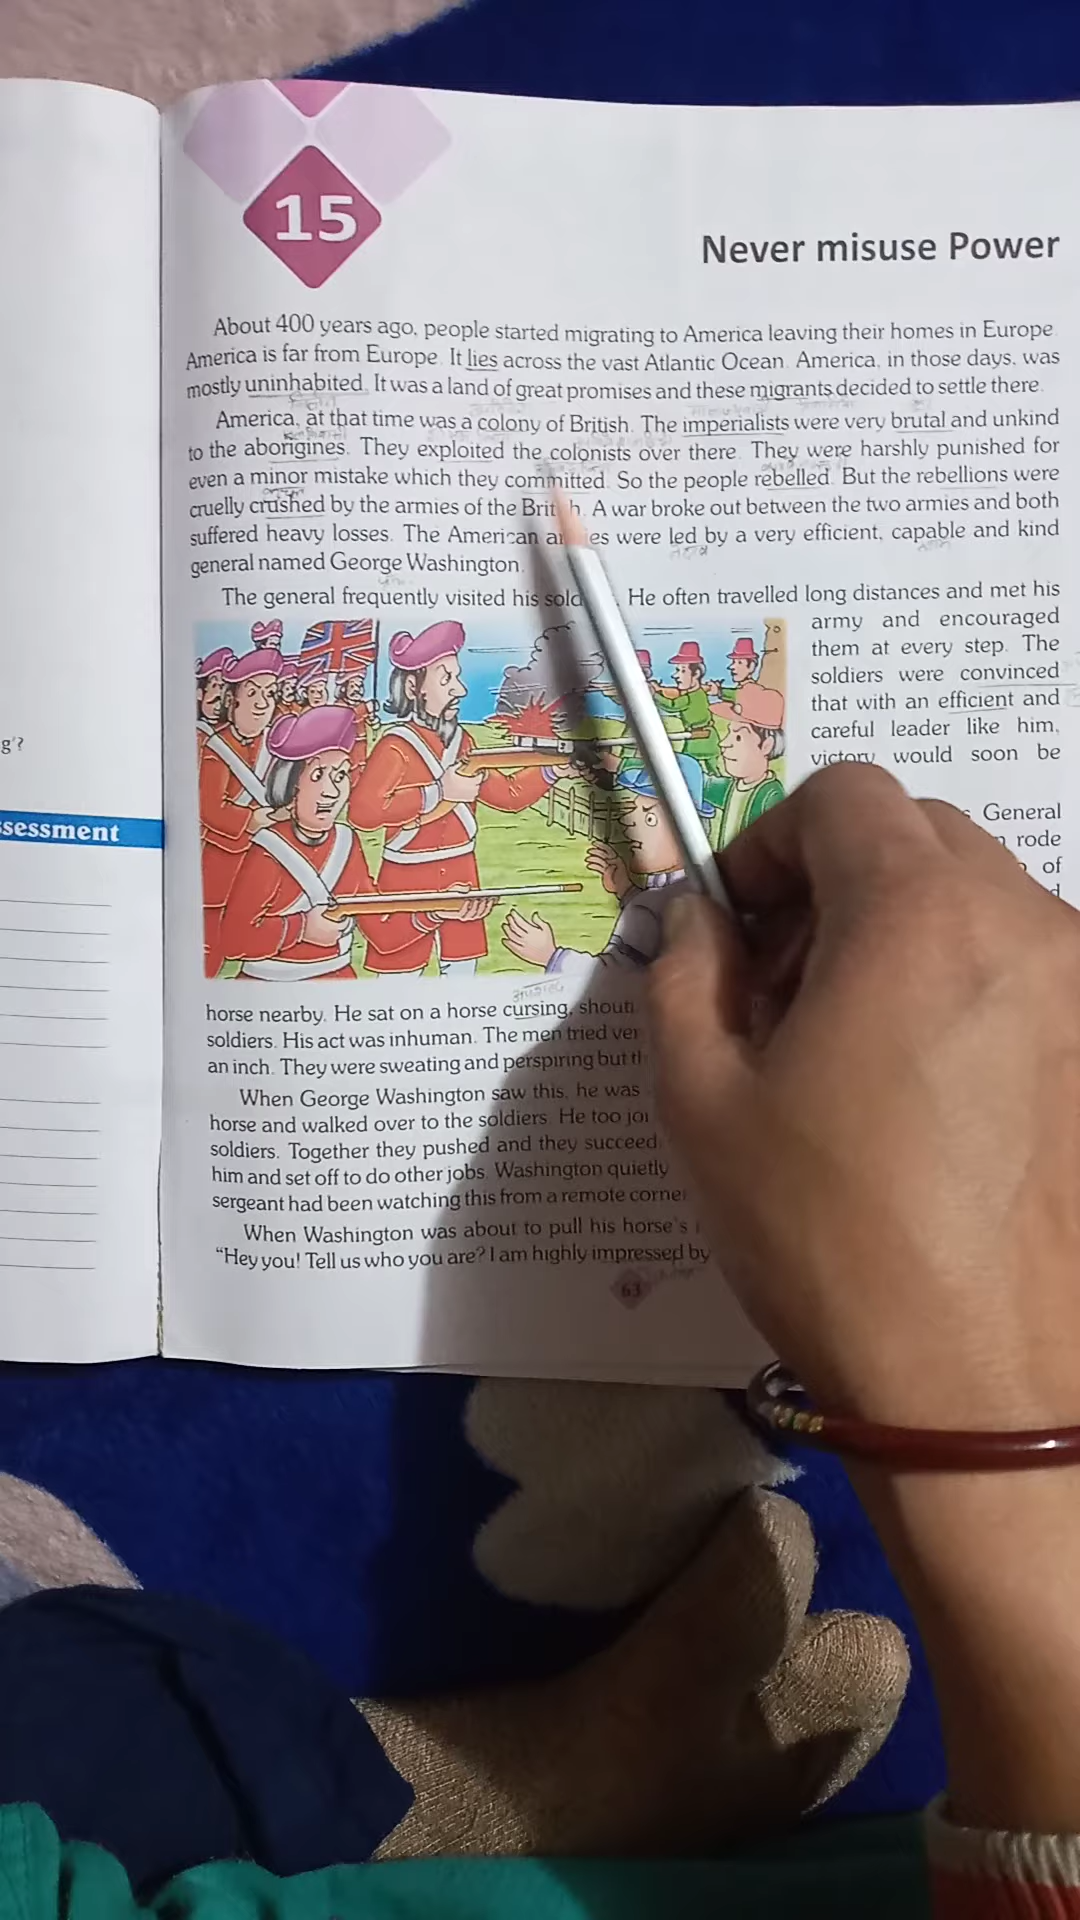 15
Never misuse Power
About 400 years ago, people started migrating to America leaving their homes in Europe.
America is far from Europe. It lies across the vast Atlantic Ocean. America, in those days, was
mostly uninhabited. It was a land of great promises and these migrants decided to settle there.
America, at that time was a colony of British. The imperialists were very brutal and unkind
to the aborigines. They exploited the colonists over there. They were harshly punished for
even a minor mistake which they committed. So the people rebelled. But the rebellions were
cruelly crushed by the armies of the Brit h. A war broke out between the two armies and both
suffered heavy losses. The American ar ies were led by a very efficient, capable and kind
general named George Washington.
The general frequently visited his sold . He often travelled long distances and met his
army and encouraged
them at every step. The
soldiers were convinced
that with an efficient and
careful leader like him,
victory would soon be
General
rode
of
horse nearby. He sat on a horse cursing, shouti
soldiers. His act was inhuman. The men tried ver
an inch. They were sweating and perspiring but th
When George Washington saw this, he was
horse and walked over to the soldiers. He too joi
soldiers. Together they pushed and they succeed
him and set off to do other jobs. Washington quietly
sergeant had been watching this from a remote corner
When Washington was about to pull his horse's
"Hey you! Tell us who you are? I am highly impressed by
63
g'?
ssessment